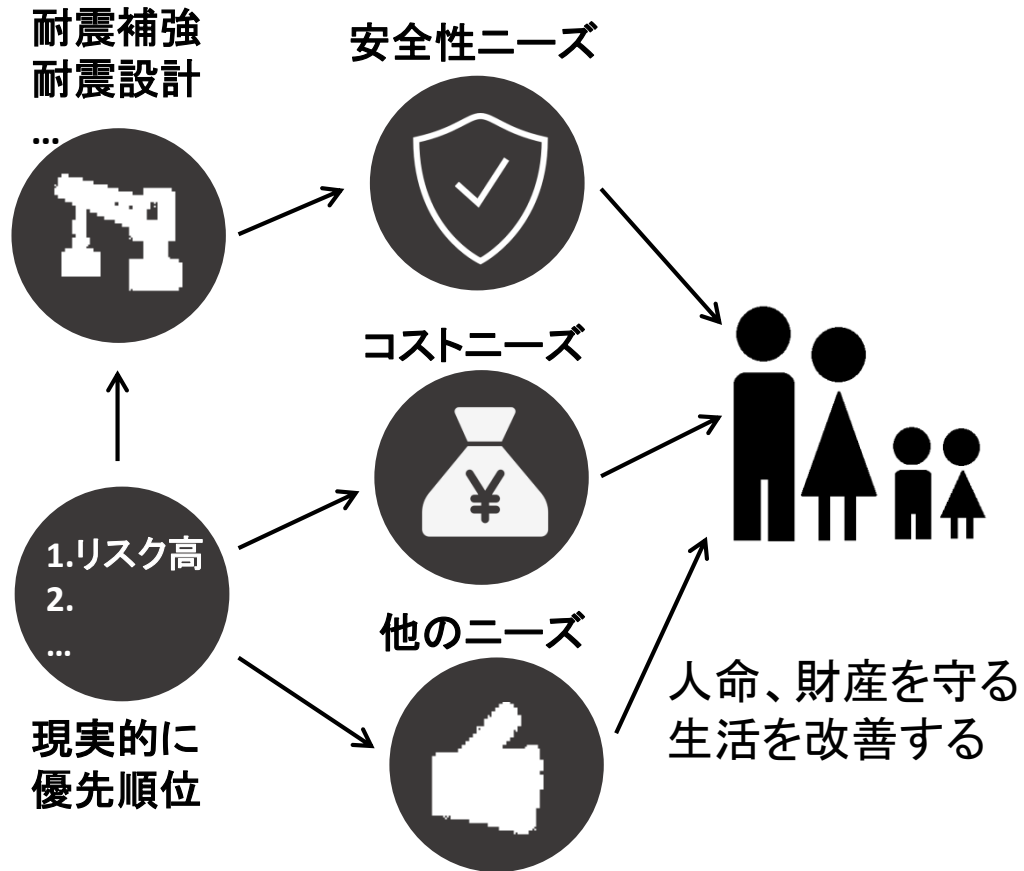 耐震補強
耐震設計
...
安全性ニーズ
コストニーズ
¥
1.リスク高
2.
...
現実的に
優先順位
他のニーズ
人命、財産を守る
生活を改善する